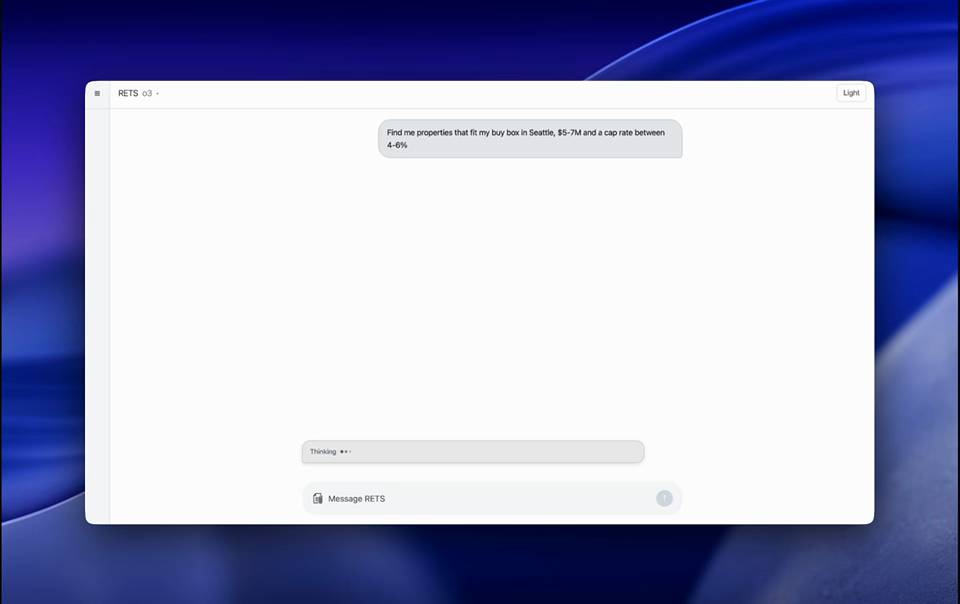 RETS o3
Light
Find me properties that fit my buy box in Seattle, $5-7M and a cap rate between
4-6%
Thinking
Message RETS